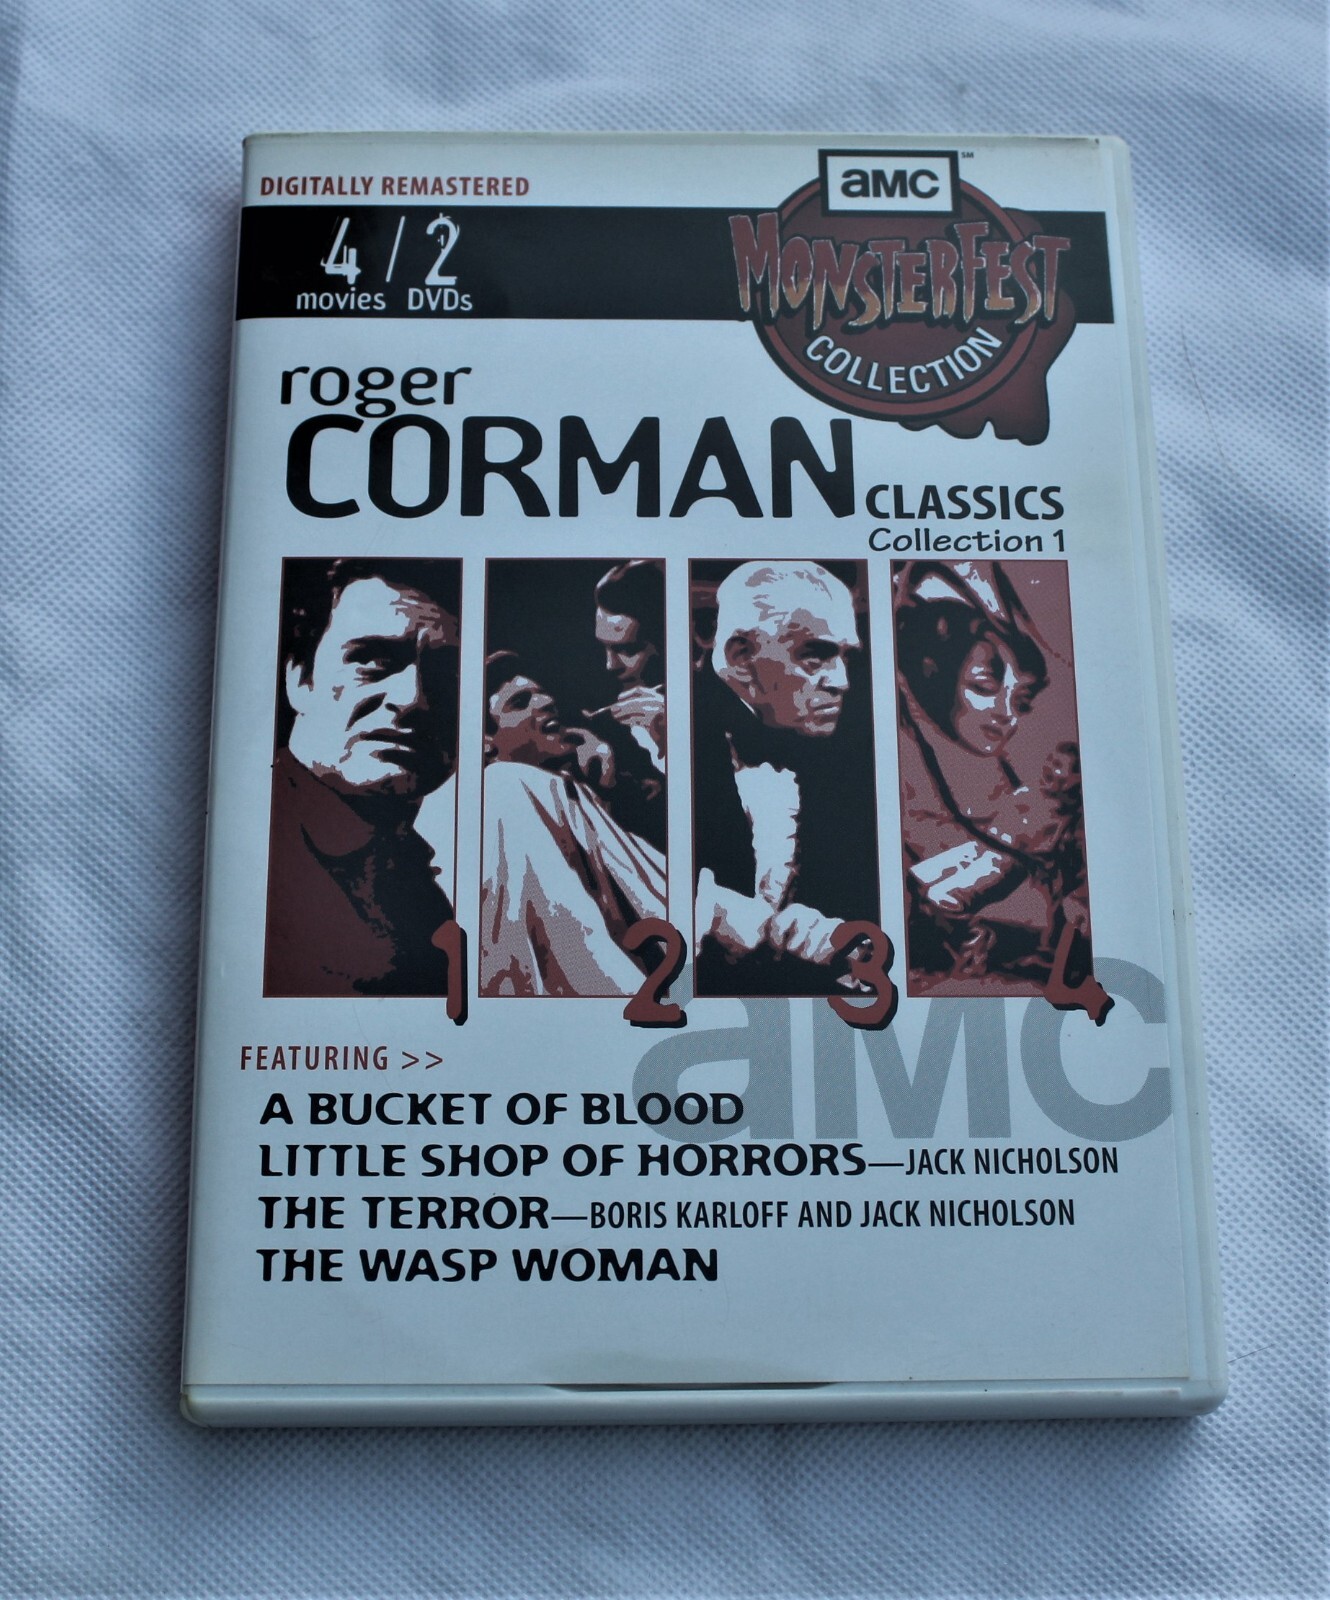 DIGITALLY REMASTERED
4 / 2
movies DVDs
aMC SM
MONSTERFEST
COLLECTION
roger
CORMAN CLASSICS
Collection 1
1 2 3 4
aMC
FEATURING >>
A BUCKET OF BLOOD
LITTLE SHOP OF HORRORS—JACK NICHOLSON
THE TERROR—BORIS KARLOFF AND JACK NICHOLSON
THE WASP WOMAN